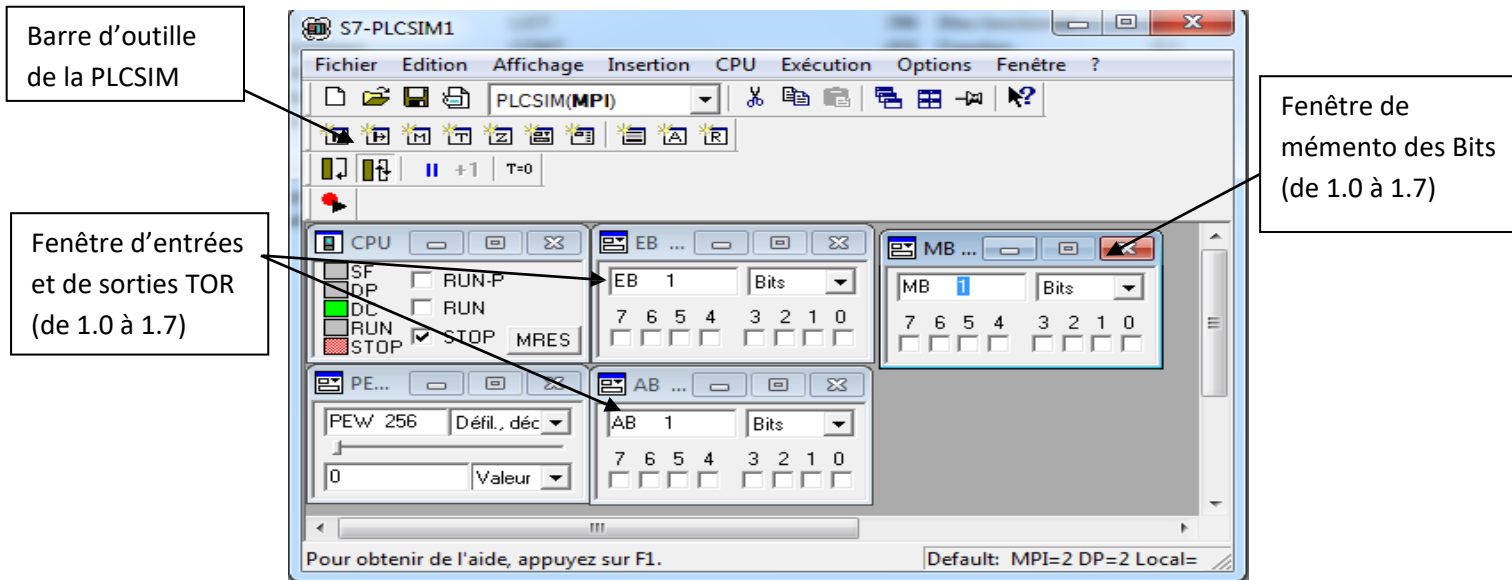 Barre d'outille
de la PLCSIM
Fenêtre d'entrées
et de sorties TOR
(de 1.0 à 1.7)
Fenêtre de
mémento des Bits
(de 1.0 à 1.7)
S7-PLCSIM1
Fichier Edition Affichage Insertion CPU Exécution Options Fenêtre ?
PLCSIM(MPI)
M T Z A R
+1 T=0
CPU
SF
DP
DC
RUN
STOP
RUN-P
RUN
STOP MRES
EB ...
EB 1 Bits
7 6 5 4 3 2 1 0
MB ...
MB 1 Bits
7 6 5 4 3 2 1 0
PE...
PEW 256 Défil., déc
0 Valeur
AB ...
AB 1 Bits
7 6 5 4 3 2 1 0
Pour obtenir de l'aide, appuyez sur F1.
Default: MPI=2 DP=2 Local=